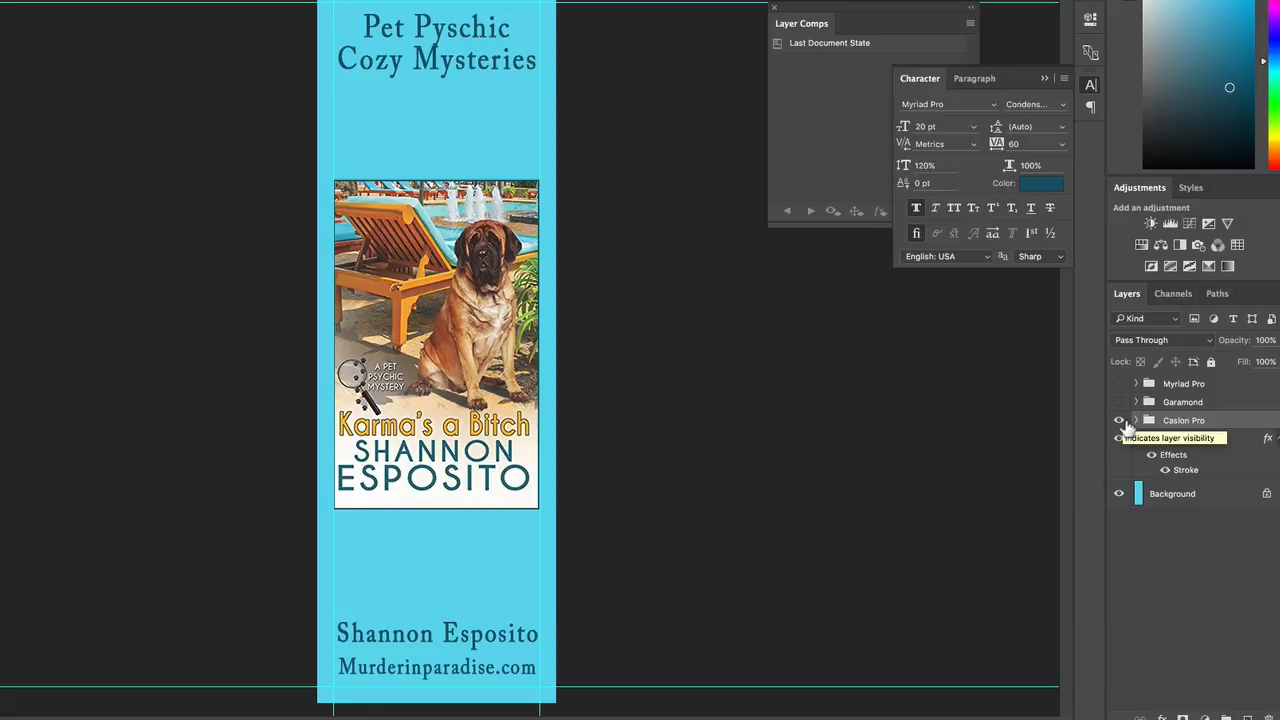 Pet Pyschic
Cozy Mysteries
A PET
PSYCHIC
MYSTERY
Karma's a Bitch
SHANNON
ESPOSITO
Shannon Esposito
Murderinparadise.com
Layer Comps
Last Document State
Character Paragraph
Myriad Pro Condens...
20 pt (Auto)
Metrics 60
120% 100%
0 pt Color:
English: USA Sharp
Adjustments Styles
Add an adjustment
Layers Channels Paths
Kind
Pass Through Opacity: 100%
Lock: Fill: 100%
Myriad Pro
Garamond
Caslon Pro
Indicates layer visibility fx
Effects
Stroke
Background